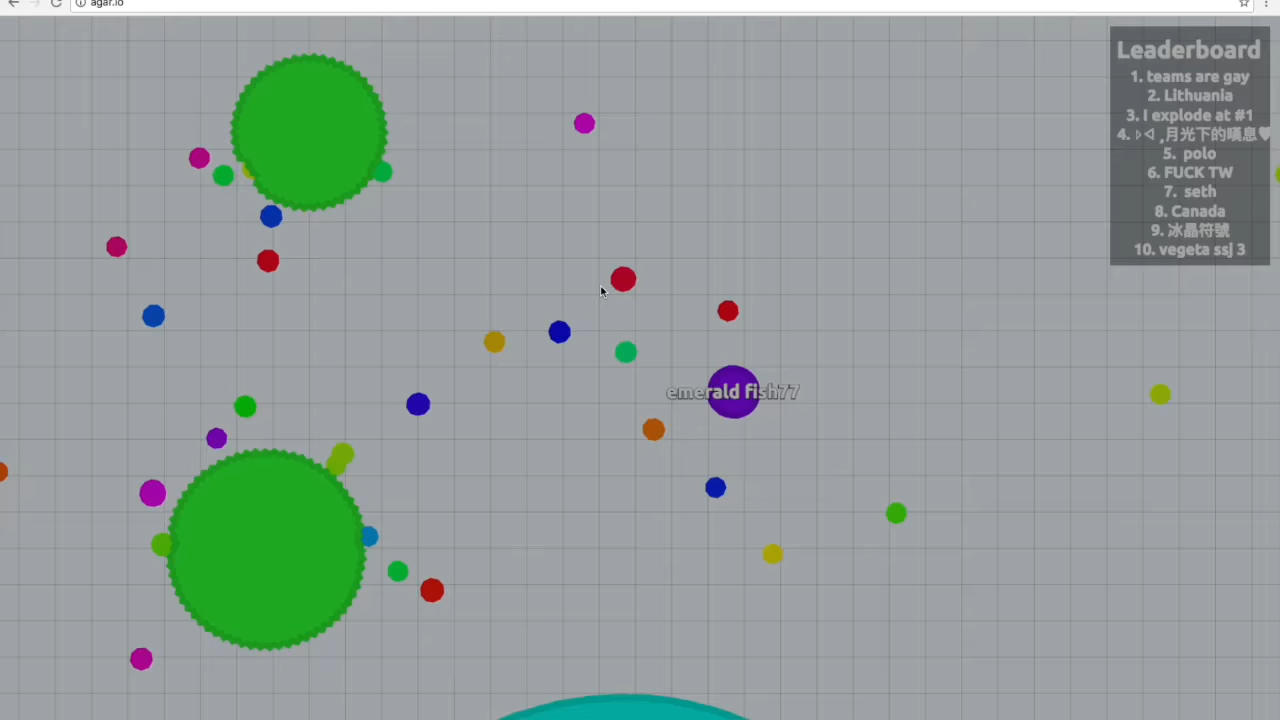 agar.io
Leaderboard
1. teams are gay
2. Lithuania
3. I explode at #1
4. ▹◃ ,月光下的嘆息♥
5. polo
6. FUCK TW
7. seth
8. Canada
9. 冰晶符號
10. vegeta ssj 3
emerald fish77